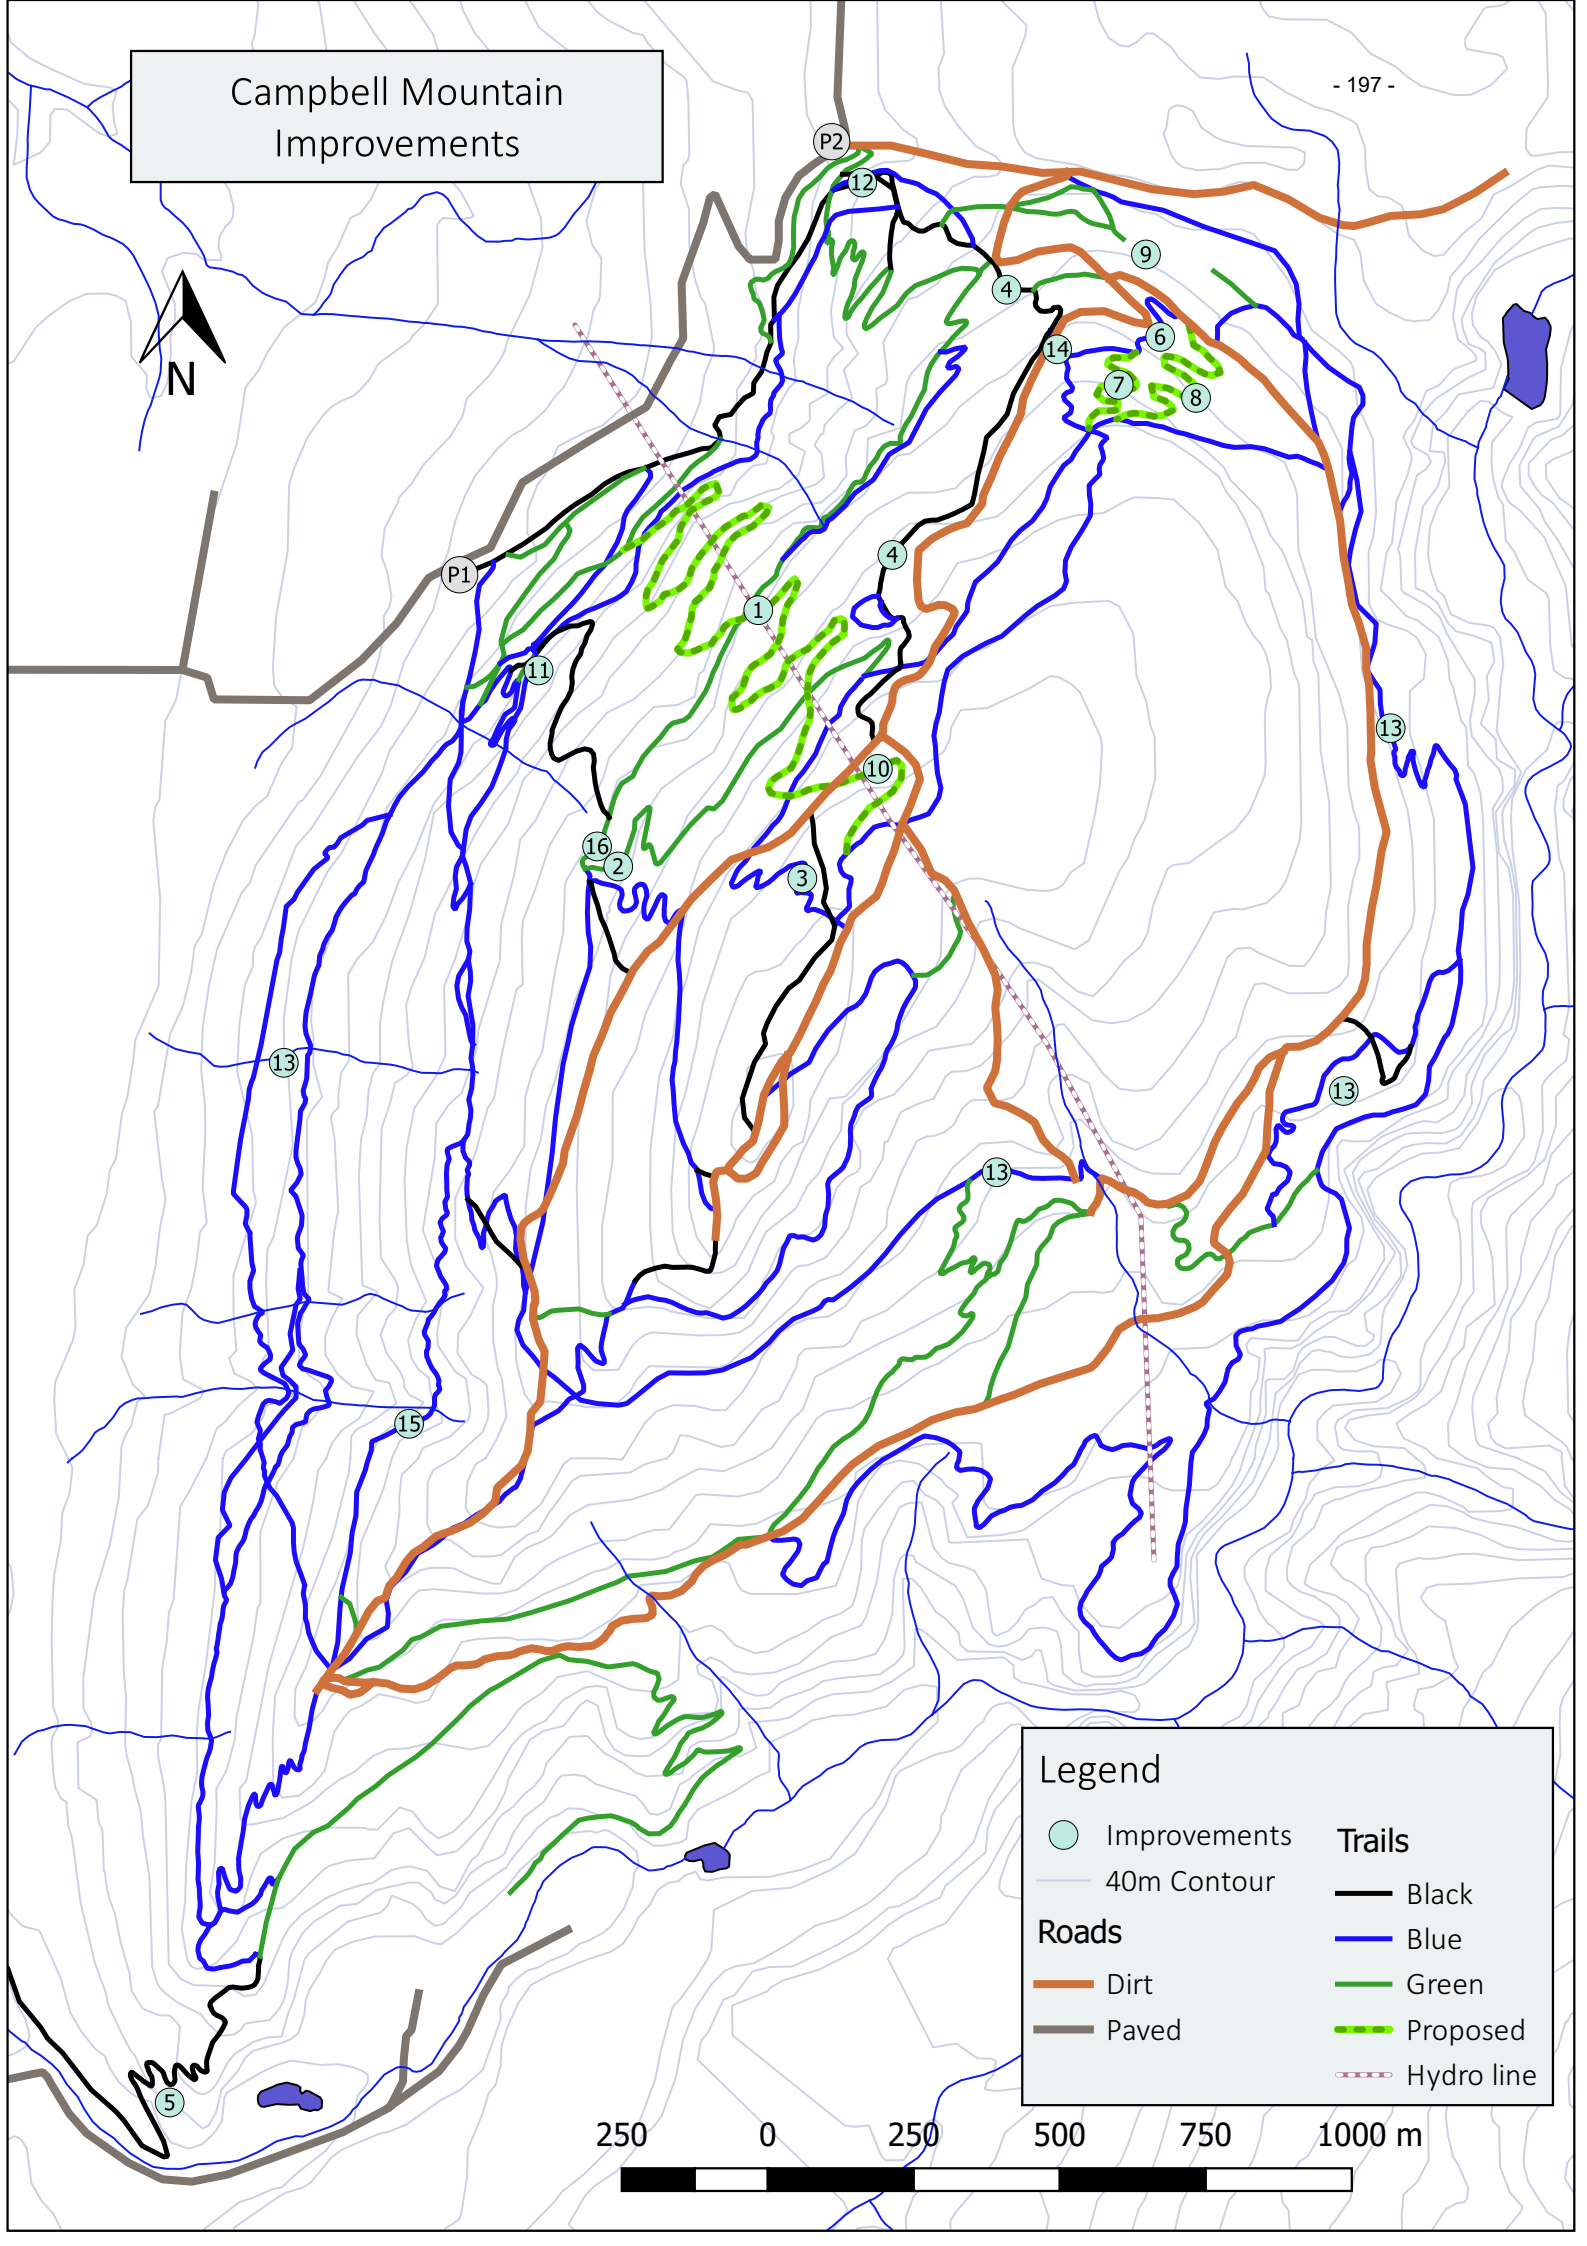 Campbell Mountain
Improvements
- 197 -
P2
12
9
4
N
6
14
7
8
4
P1
1
11
13
10
16
2
3
13
13
13
15
5
Legend
Improvements
40m Contour
Roads
Dirt
Paved
Trails
Black
Blue
Green
Proposed
Hydro line
250 0 250 500 750 1000 m